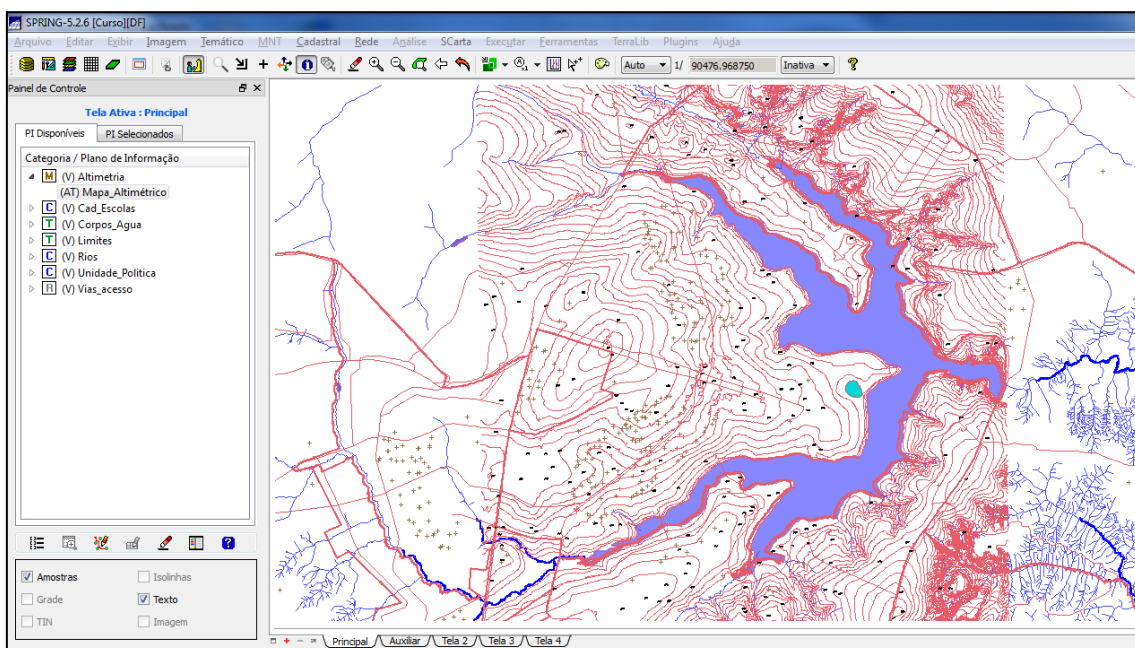 SPRING-5.2.6 [Curso][DF]
Arquivo Editar Exibir Imagem Temático MNT Cadastral Rede Análise SCarta Executar Ferramentas TerraLib Plugins Ajuda
Auto 1/ 90476.968750 Inativa
Painel de Controle
Tela Ativa : Principal
PI Disponíveis PI Selecionados
Categoria / Plano de Informação
M (V) Altimetria
(AT) Mapa_Altimétrico
C (V) Cad_Escolas
T (V) Corpos_Agua
T (V) Limites
C (V) Rios
C (V) Unidade_Politica
R (V) Vias_acesso
Amostras Isolinhas
Grade Texto
TIN Imagem
Principal Auxiliar Tela 2 Tela 3 Tela 4